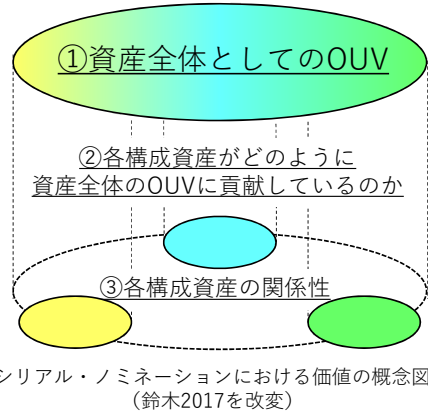 ①資産全体としてのOUV
②各構成資産がどのように
資産全体のOUVに貢献しているのか
③各構成資産の関係性
シリアル・ノミネーションにおける価値の概念図
（鈴木2017を改変）